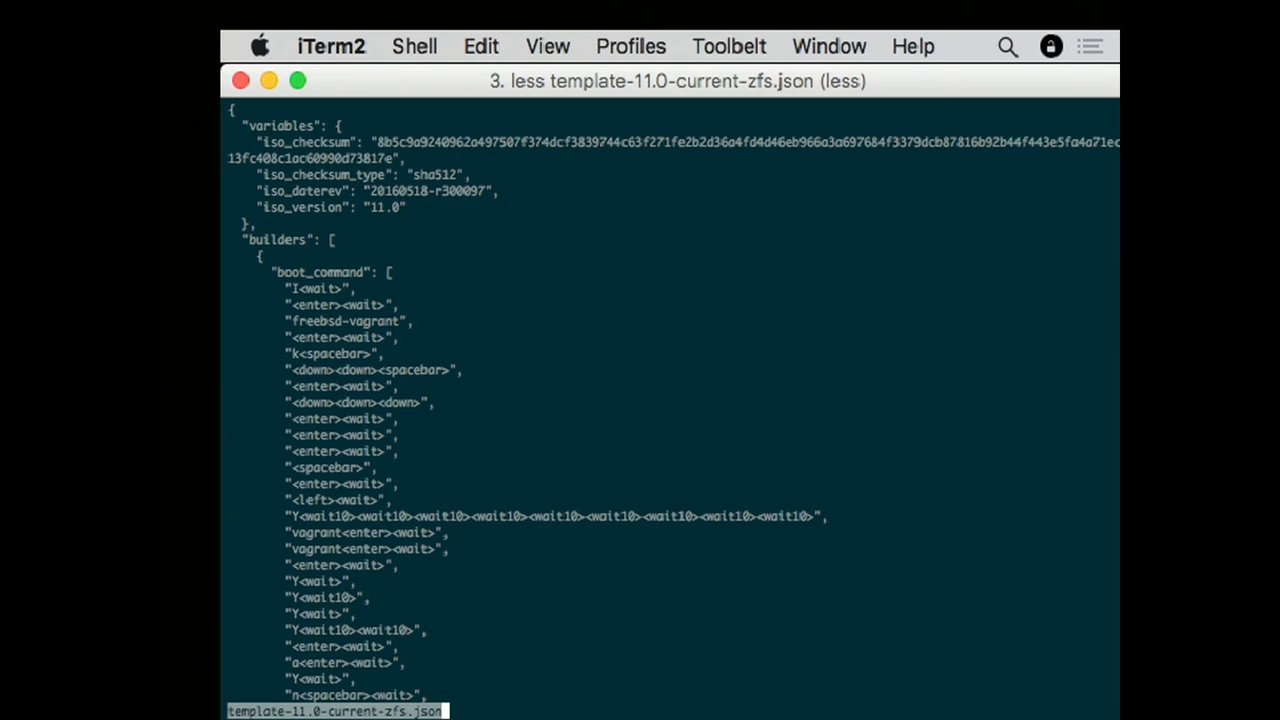 iTerm2 Shell Edit View Profiles Toolbelt Window Help
3. less template-11.0-current-zfs.json (less)
{
"variables": {
"iso_checksum": "8b5c9a9240962a497507f374dcf3839744c63f271fe2b2d36a4fd4d46eb966a3a697684f3379dcb87816b92b44f443e5fa4a71ec
13fc408c1ac60990d73817e",
"iso_checksum_type": "sha512",
"iso_daterev": "20160518-r300097",
"iso_version": "11.0"
},
"builders": [
{
"boot_command": [
"I<wait>",
"<enter><wait>",
"freebsd-vagrant",
"<enter><wait>",
"k<spacebar>",
"<down><down><spacebar>",
"<enter><wait>",
"<down><down><down>",
"<enter><wait>",
"<enter><wait>",
"<enter><wait>",
"<spacebar>",
"<enter><wait>",
"<left><wait>",
"Y<wait10><wait10><wait10><wait10><wait10><wait10><wait10><wait10><wait10>",
"vagrant<enter><wait>",
"vagrant<enter><wait>",
"<enter><wait>",
"Y<wait>",
"Y<wait10>",
"Y<wait>",
"Y<wait10><wait10>",
"<enter><wait>",
"a<enter><wait>",
"Y<wait>",
"n<spacebar><wait>",
template-11.0-current-zfs.json